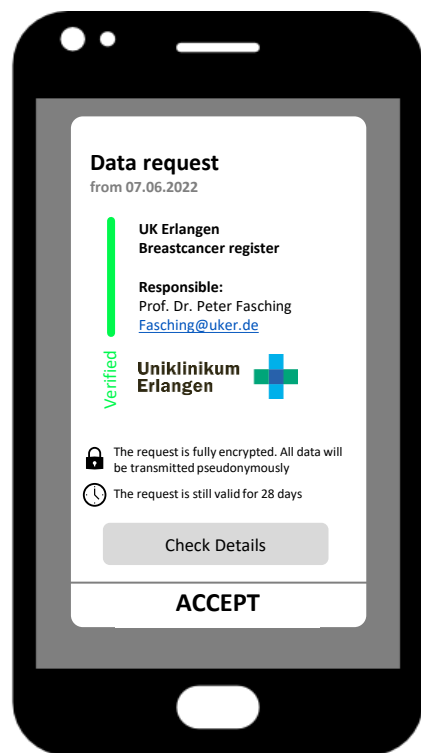 Data request
from 07.06.2022
UK Erlangen
Breastcancer register
Responsible:
Prof. Dr. Peter Fasching
Fasching@uker.de
Verified
Uniklinikum
Erlangen
The request is fully encrypted. All data will
be transmitted pseudonymously
The request is still valid for 28 days
Check Details
ACCEPT